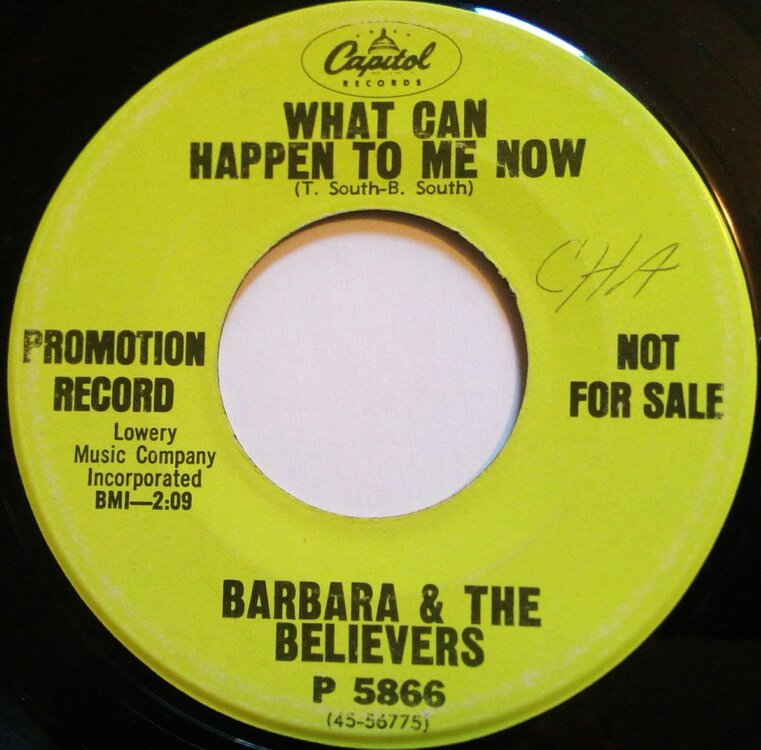 Capitol
RECORDS
WHAT CAN
HAPPEN TO ME NOW
(T. South-B. South)
CHA
PROMOTION
RECORD
Lowery
Music Company
Incorporated
BMI—2:09
NOT
FOR SALE
BARBARA & THE
BELIEVERS
P 5866
(45-56775)